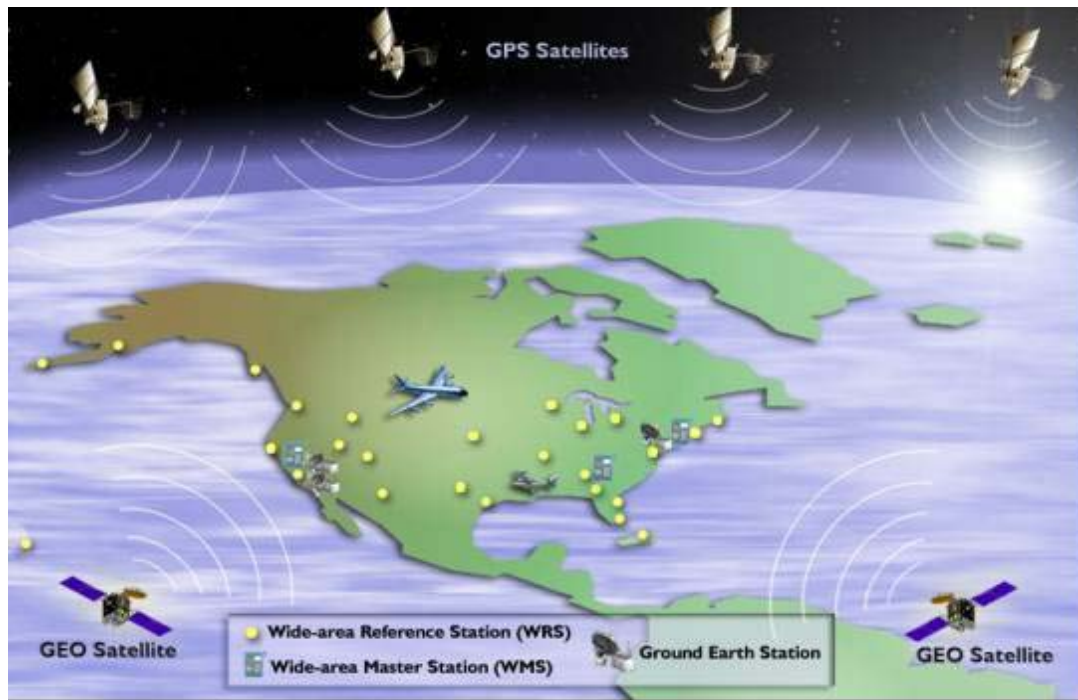 GPS Satellites
GEO Satellite
Wide-area Reference Station (WRS)
Wide-area Master Station (WMS)
Ground Earth Station
GEO Satellite